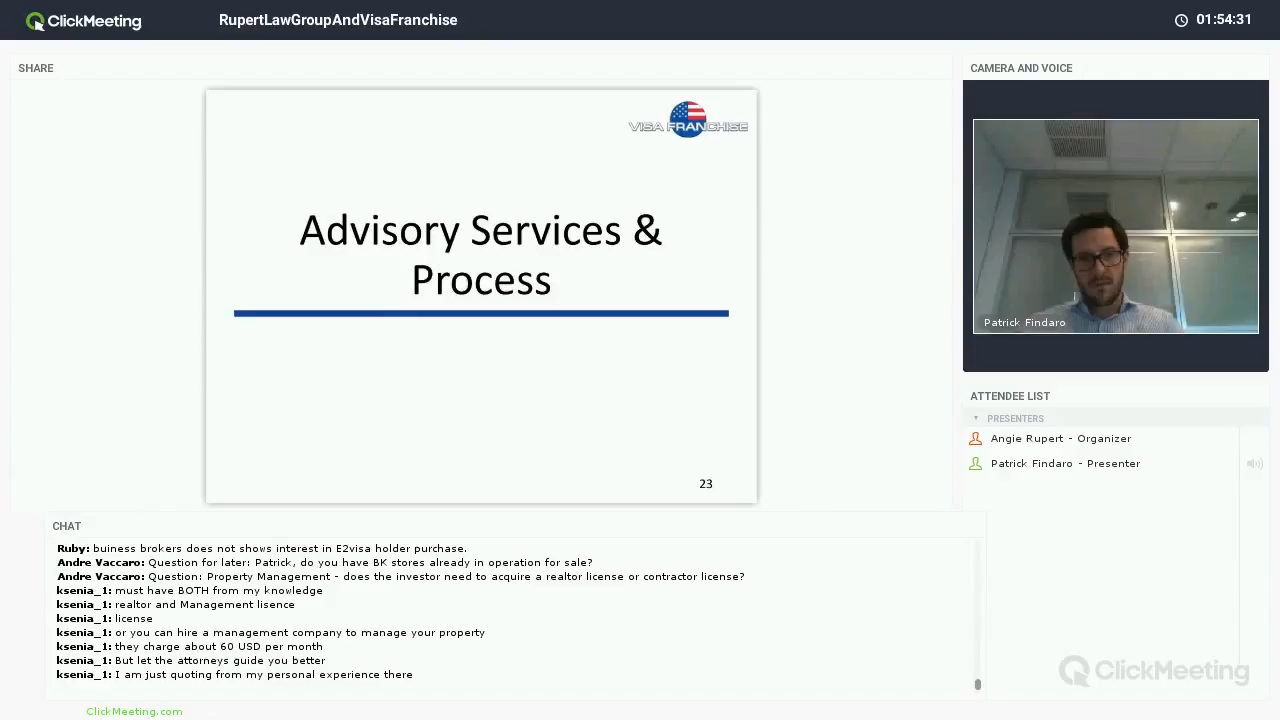 ClickMeeting
RupertLawGroupAndVisaFranchise
01:54:31
SHARE
VISA FRANCHISE
Advisory Services &
Process
23
CAMERA AND VOICE
Patrick Findaro
ATTENDEE LIST
PRESENTERS
Angie Rupert - Organizer
Patrick Findaro - Presenter
CHAT
Ruby: buiness brokers does not shows interest in E2visa holder purchase.
Andre Vaccaro: Question for later: Patrick, do you have BK stores already in operation for sale?
Andre Vaccaro: Question: Property Management - does the investor need to acquire a realtor license or contractor license?
ksenia_1: must have BOTH from my knowledge
ksenia_1: realtor and Management lisence
ksenia_1: license
ksenia_1: or you can hire a management company to manage your property
ksenia_1: they charge about 60 USD per month
ksenia_1: But let the attorneys guide you better
ksenia_1: I am just quoting from my personal experience there
ClickMeeting
ClickMeeting.com